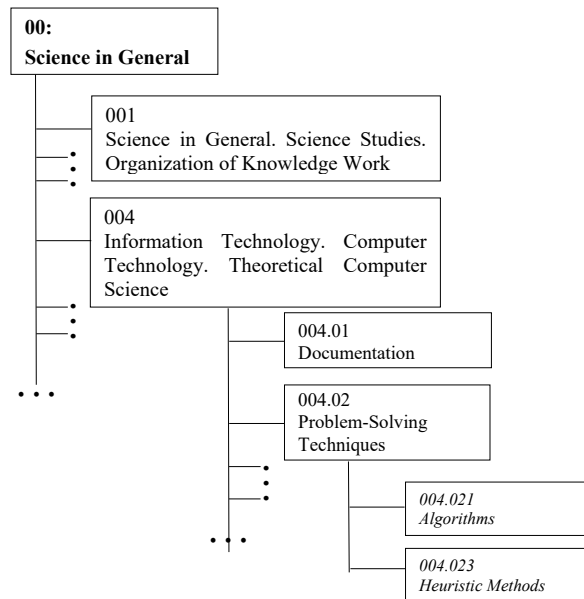 00:
Science in General
001
Science in General. Science Studies.
Organization of Knowledge Work
004
Information Technology. Computer
Technology. Theoretical Computer
Science
004.01
Documentation
004.02
Problem-Solving
Techniques
004.021
Algorithms
004.023
Heuristic Methods